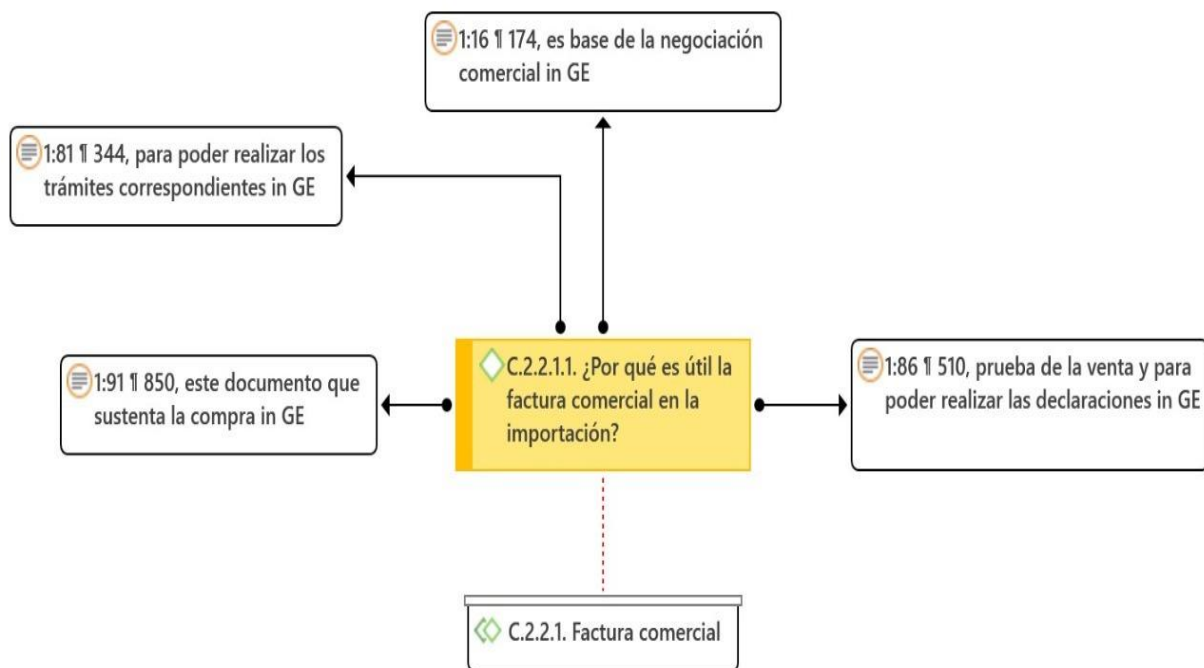 1:16 ¶ 174, es base de la negociación
comercial in GE
1:81 ¶ 344, para poder realizar los
trámites correspondientes in GE
1:91 ¶ 850, este documento que
sustenta la compra in GE
C.2.2.1.1. ¿Por qué es útil la
factura comercial en la
importación?
1:86 ¶ 510, prueba de la venta y para
poder realizar las declaraciones in GE
C.2.2.1. Factura comercial